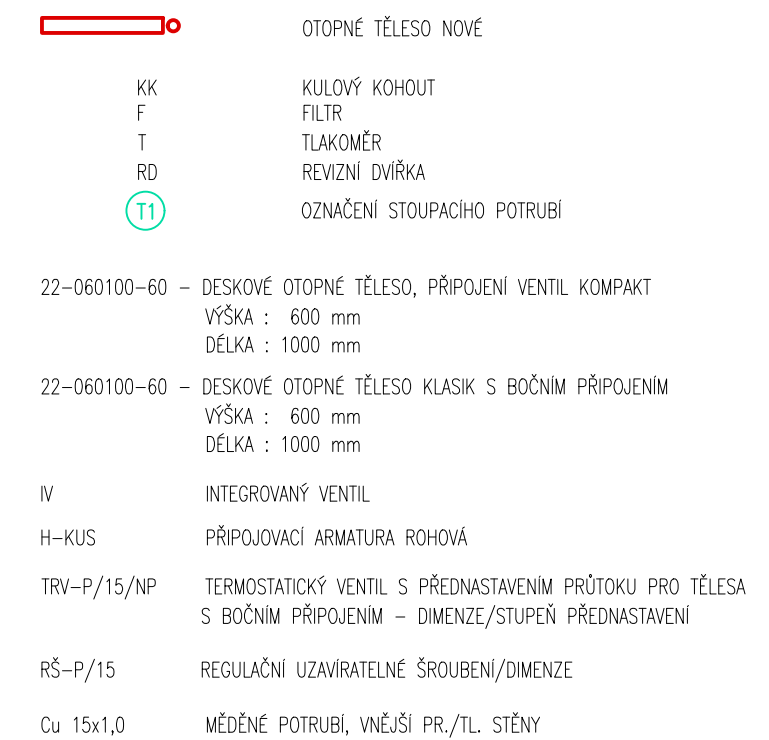 OTOPNÉ TĚLESO NOVÉ
KK KULOVÝ KOHOUT
F FILTR
T TLAKOMĚR
RD REVIZNÍ DVÍŘKA
T1 OZNAČENÍ STOUPACÍHO POTRUBÍ
22-060100-60 - DESKOVÉ OTOPNÉ TĚLESO, PŘIPOJENÍ VENTIL KOMPAKT
VÝŠKA : 600 mm
DÉLKA : 1000 mm
22-060100-60 - DESKOVÉ OTOPNÉ TĚLESO KLASIK S BOČNÍM PŘIPOJENÍM
VÝŠKA : 600 mm
DÉLKA : 1000 mm
IV INTEGROVANÝ VENTIL
H-KUS PŘIPOJOVACÍ ARMATURA ROHOVÁ
TRV-P/15/NP TERMOSTATICKÝ VENTIL S PŘEDNASTAVENÍM PRŮTOKU PRO TĚLESA
S BOČNÍM PŘIPOJENÍM - DIMENZE/STUPEŇ PŘEDNASTAVENÍ
RŠ-P/15 REGULAČNÍ UZAVÍRATELNÉ ŠROUBENÍ/DIMENZE
Cu 15x1,0 MĚDĚNÉ POTRUBÍ, VNĚJŠÍ PR./TL. STĚNY